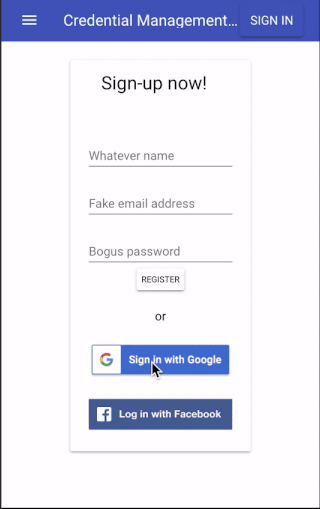 Credential Management...
SIGN IN
Sign-up now!
Whatever name
Fake email address
Bogus password
REGISTER
or
Sign in with Google
Log in with Facebook